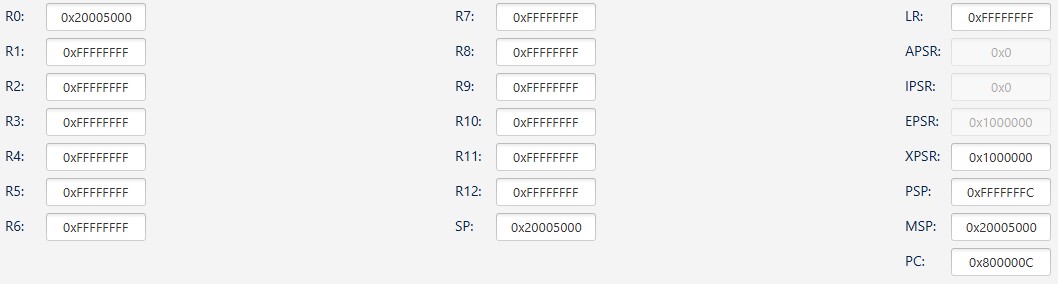 R0: 0x20005000 R7: 0xFFFFFFFF LR: 0xFFFFFFFF
R1: 0xFFFFFFFF R8: 0xFFFFFFFF APSR: 0x0
R2: 0xFFFFFFFF R9: 0xFFFFFFFF IPSR: 0x0
R3: 0xFFFFFFFF R10: 0xFFFFFFFF EPSR: 0x1000000
R4: 0xFFFFFFFF R11: 0xFFFFFFFF XPSR: 0x1000000
R5: 0xFFFFFFFF R12: 0xFFFFFFFF PSP: 0xFFFFFFFC
R6: 0xFFFFFFFF SP: 0x20005000 MSP: 0x20005000
PC: 0x800000C